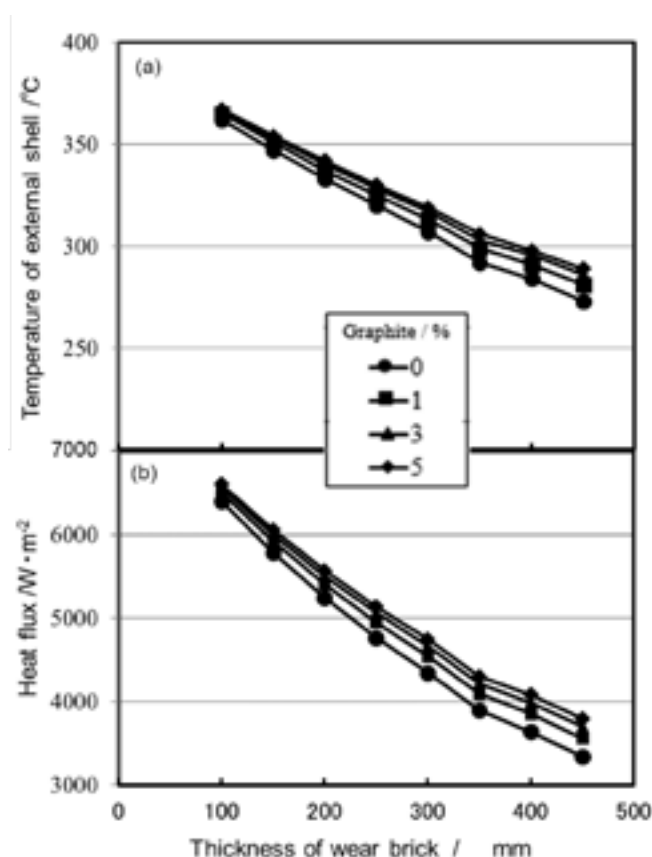 400
(a)
350
300
250
Temperature of external shell /°C
Graphite / %
0
1
3
5
7000
(b)
6000
5000
4000
3000
Heat flux /W・m-2
0 100 200 300 400 500
Thickness of wear brick / mm